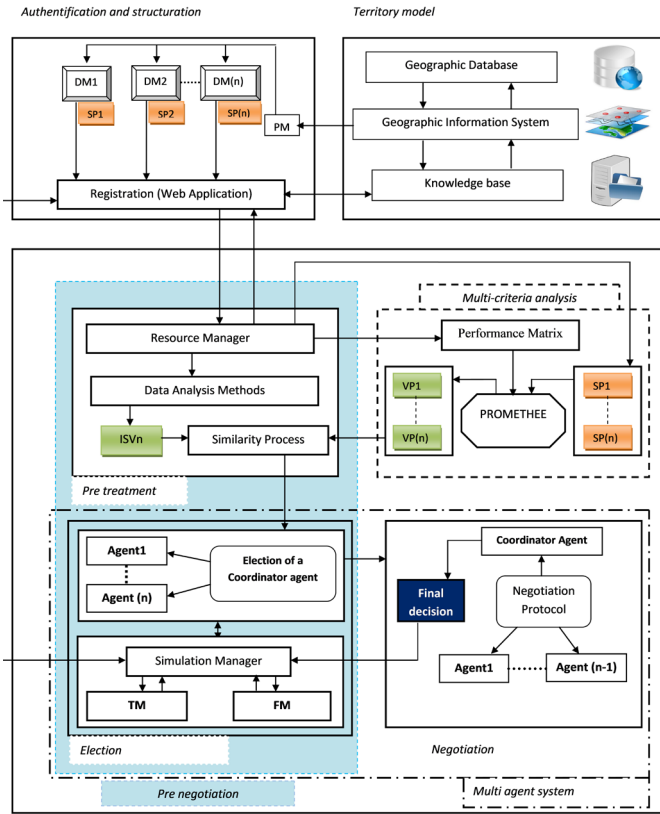 Authentification and structuration
Territory model
DM1
DM2
DM(n)
SP1
SP2
SP(n)
PM
Registration (Web Application)
Geographic Database
Geographic Information System
Knowledge base
Multi-criteria analysis
Resource Manager
Performance Matrix
Data Analysis Methods
VP1
VP(n)
PROMETHEE
SP1
SP(n)
ISVn
Similarity Process
Pre treatment
Agent1
Agent (n)
Election of a
Coordinator agent
Coordinator Agent
Final
decision
Negotiation
Protocol
Agent1
Agent (n-1)
Simulation Manager
TM
FM
Election
Negotiation
Pre negotiation
Multi agent system